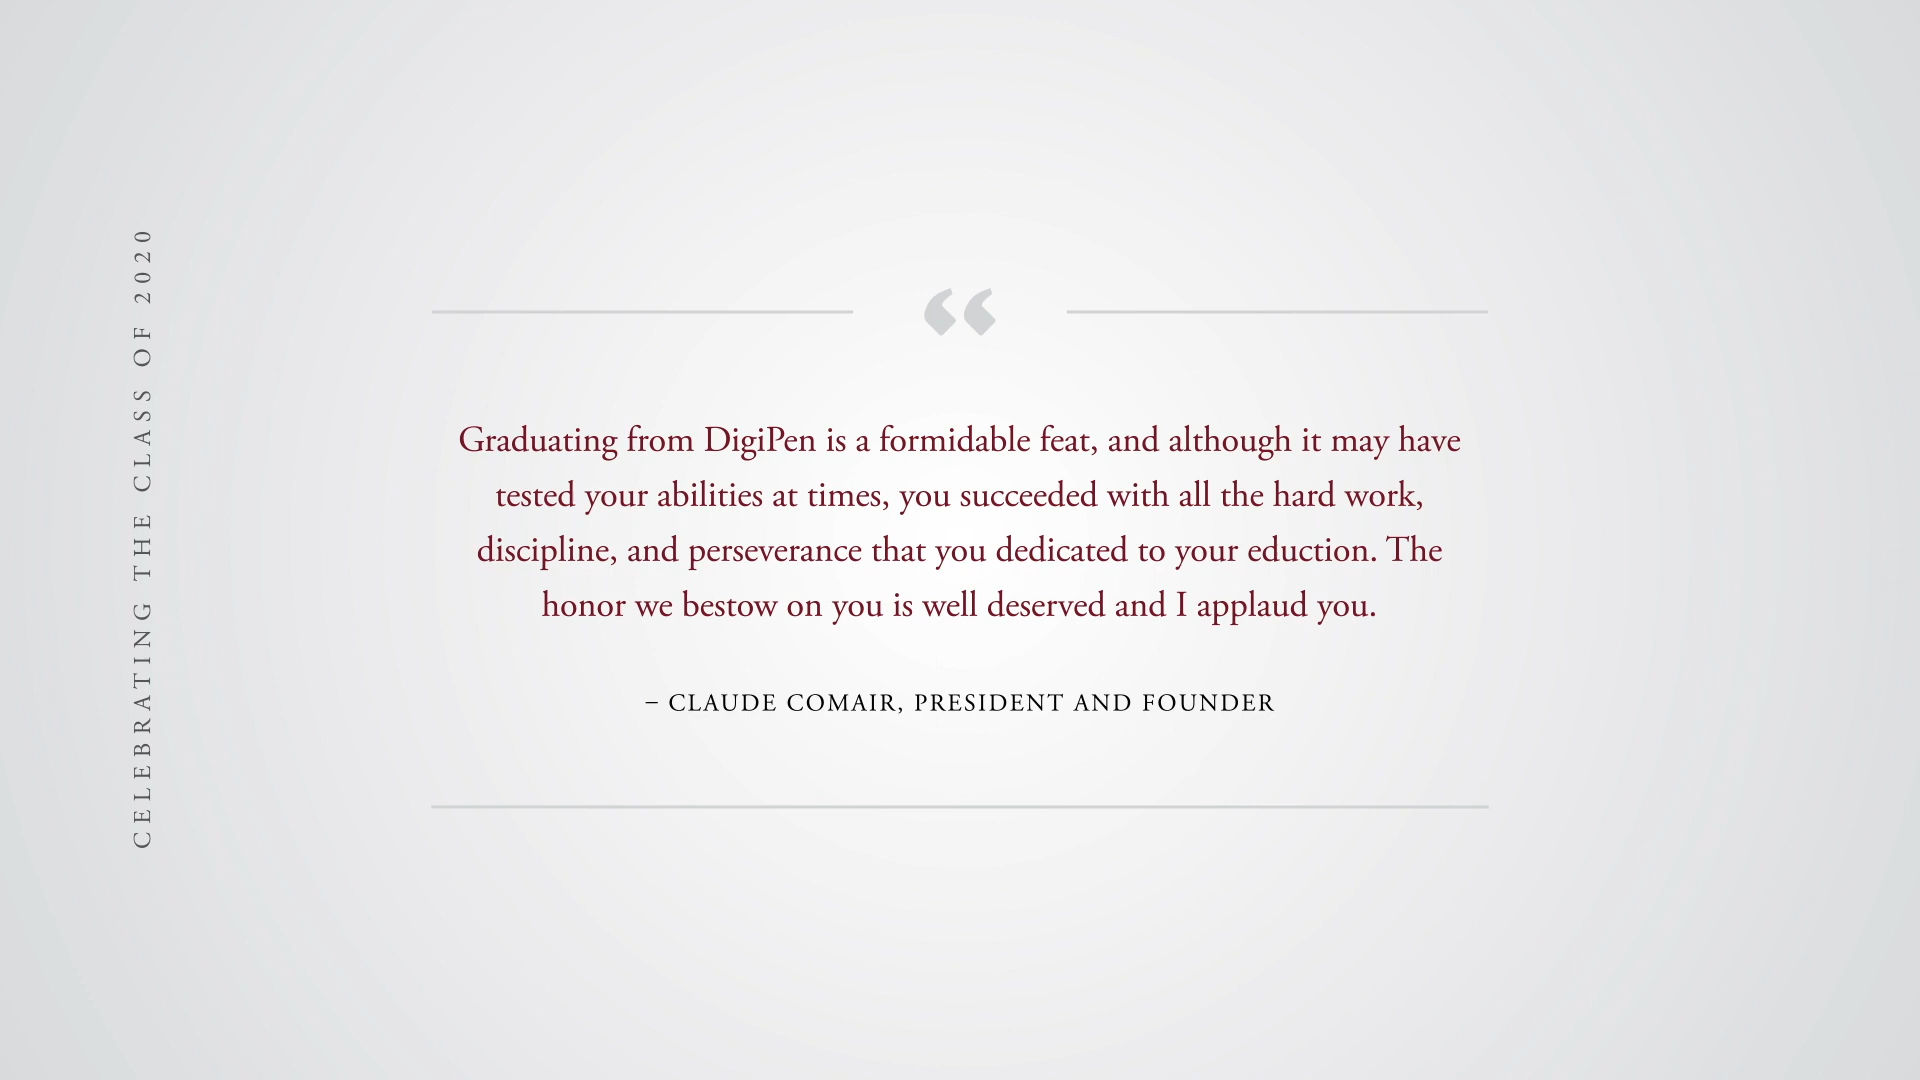 CELEBRATING THE CLASS OF 2020
“
Graduating from DigiPen is a formidable feat, and although it may have
tested your abilities at times, you succeeded with all the hard work,
discipline, and perseverance that you dedicated to your eduction. The
honor we bestow on you is well deserved and I applaud you.
– CLAUDE COMAIR, PRESIDENT AND FOUNDER